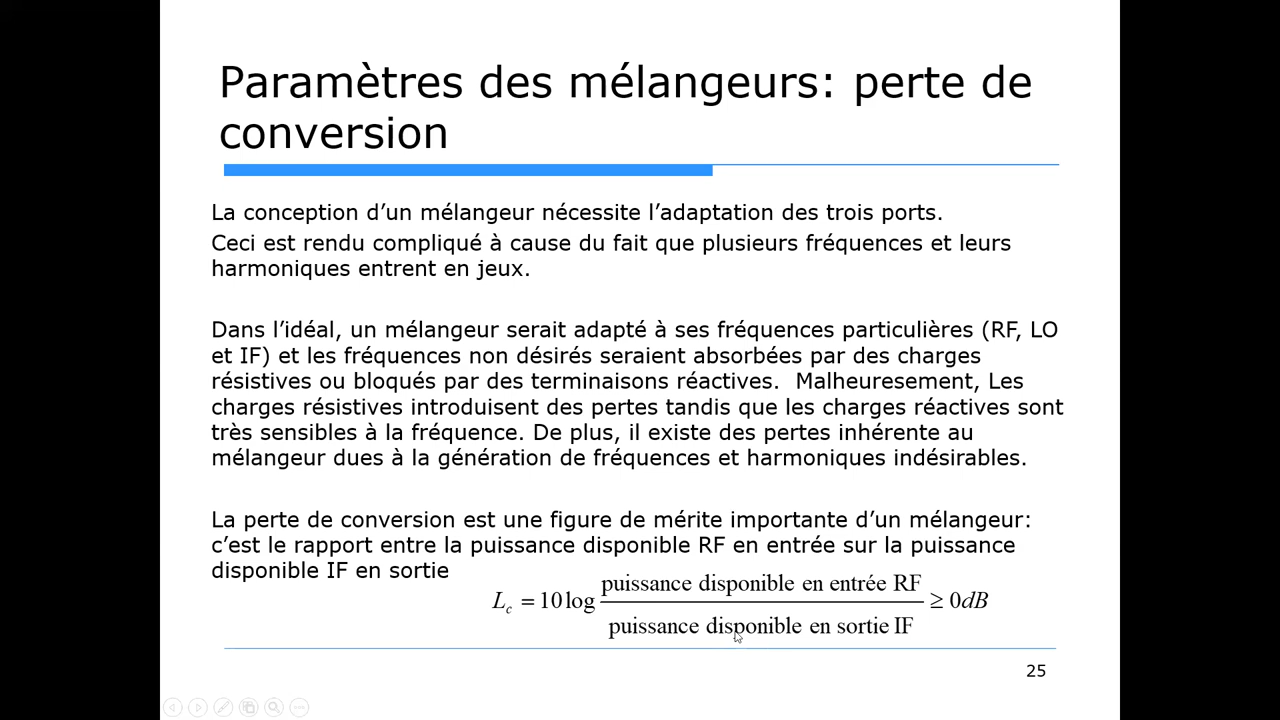 Paramètres des mélangeurs: perte de
conversion
La conception d’un mélangeur nécessite l’adaptation des trois ports.
Ceci est rendu compliqué à cause du fait que plusieurs fréquences et leurs
harmoniques entrent en jeux.
Dans l’idéal, un mélangeur serait adapté à ses fréquences particulières (RF, LO
et IF) et les fréquences non désirés seraient absorbées par des charges
résistives ou bloqués par des terminaisons réactives.  Malheuresement, Les
charges résistives introduisent des pertes tandis que les charges réactives sont
très sensibles à la fréquence. De plus, il existe des pertes inhérente au
mélangeur dues à la génération de fréquences et harmoniques indésirables.
La perte de conversion est une figure de mérite importante d’un mélangeur:
c’est le rapport entre la puissance disponible RF en entrée sur la puissance
disponible IF en sortie
puissance disponible en entrée RF
L_c = 10 log ≥ 0dB
puissance disponible en sortie IF
25